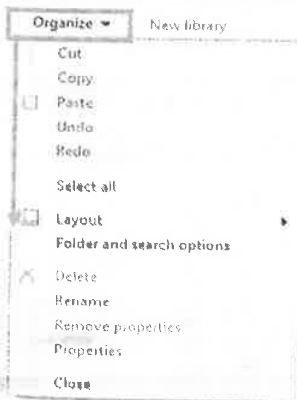 Organize New library
Cut
Copy
Paste
Undo
Redo
Select all
Layout
Folder and search options
Delete
Rename
Remove properties
Properties
Close